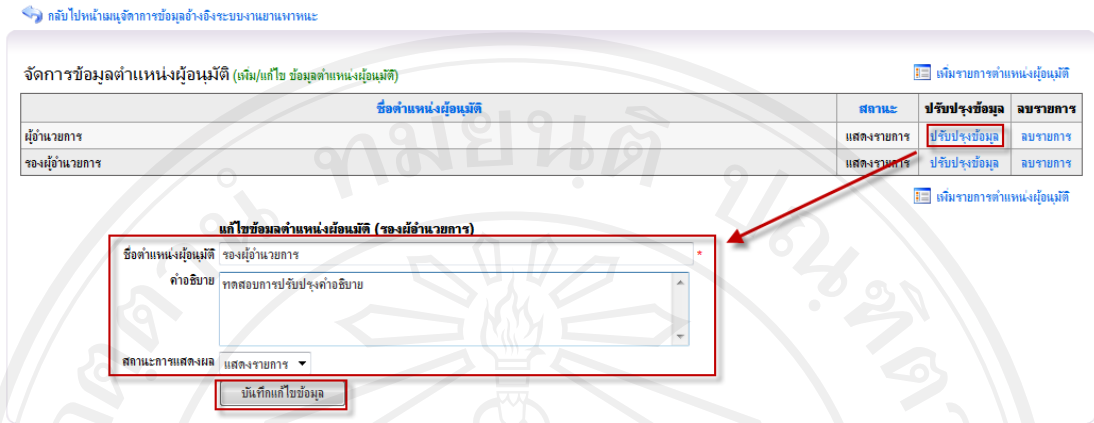 กลับไปหน้าเมนูจัดการข้อมูลอ้างอิงระบบงานยานพาหนะ
จัดการข้อมูลตำแหน่งผู้อนุมัติ (เพิ่ม/แก้ไข ข้อมูลตำแหน่งผู้อนุมัติ) เพิ่มรายการตำแหน่งผู้อนุมัติ
ชื่อตำแหน่งผู้อนุมัติ สถานะ ปรับปรุงข้อมูล ลบรายการ
ผู้อำนวยการ แสดงรายการ ปรับปรุงข้อมูล ลบรายการ
รองผู้อำนวยการ แสดงรายการ ปรับปรุงข้อมูล ลบรายการ
เพิ่มรายการตำแหน่งผู้อนุมัติ
แก้ไขข้อมูลตำแหน่งผู้อนุมัติ (รองผู้อำนวยการ)
ชื่อตำแหน่งผู้อนุมัติ รองผู้อำนวยการ *
คำอธิบาย ทดสอบการปรับปรุงคำอธิบาย
สถานะการแสดงผล แสดงรายการ
บันทึกแก้ไขข้อมูล